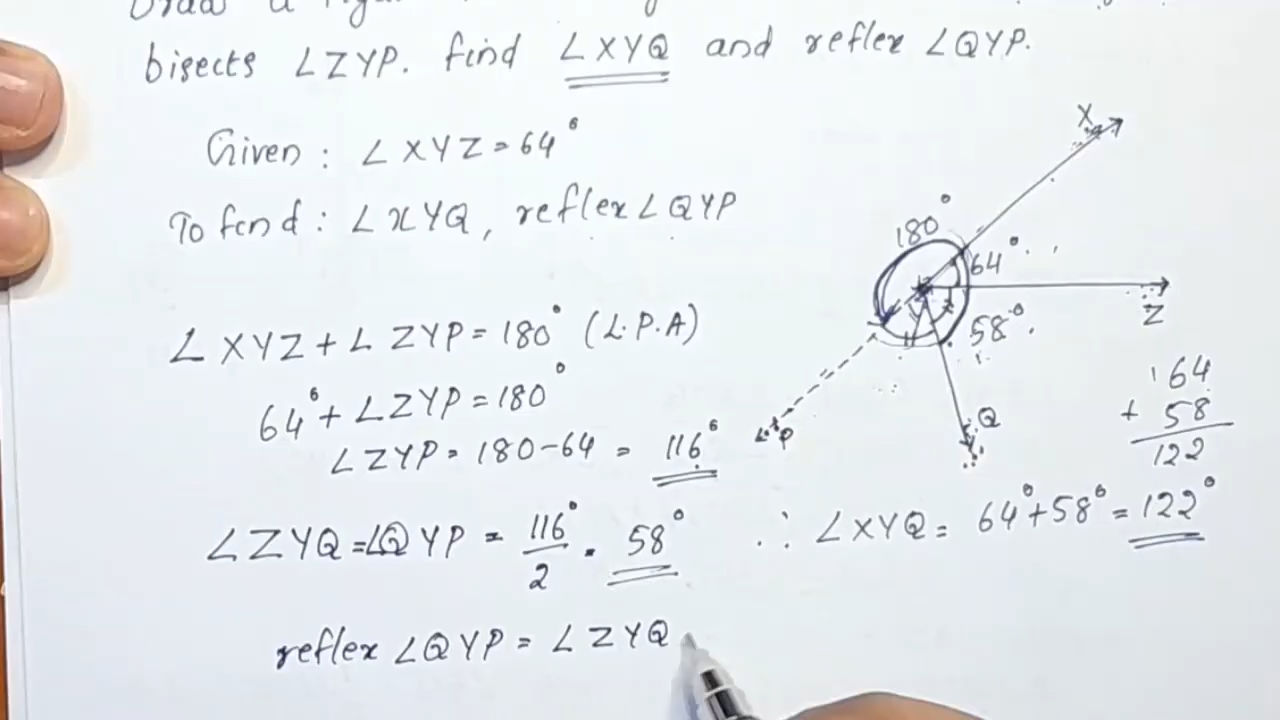 Draw a
bisects ∠ZYP. find ∠XYQ and reflex ∠QYP.
Given : ∠XYZ = 64°
To find : ∠XYQ, reflex ∠QYP
∠XYZ + ∠ZYP = 180° (L.P.A)
64° + ∠ZYP = 180°
∠ZYP = 180 - 64 = 116°
∠ZYQ = ∠QYP = 116°/2 = 58°
reflex ∠QYP = ∠ZYQ
X
180°
64°
Z
58°
Q
P
1 64
+ 58
122
∴ ∠XYQ = 64° + 58° = 122°